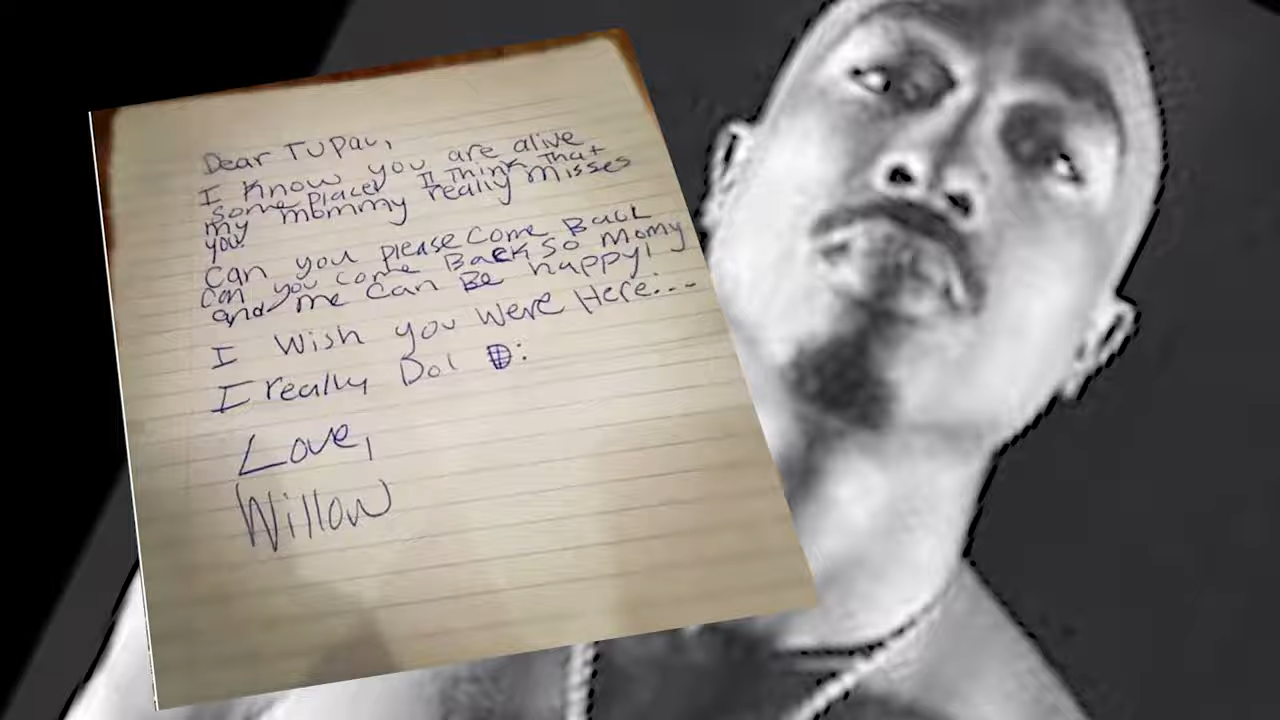 Dear TUPac,
I Know you are alive
some place! I Think That
my mommy really misses
you
Can you please come Back
Can you come Back so Momy
and me can Be happy!
I Wish you Were Here...
I really Do!
Love,
Willow